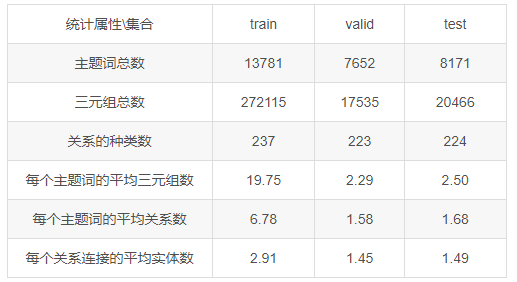 统计属性\集合 train valid test
主题词总数 13781 7652 8171
三元组总数 272115 17535 20466
关系的种类数 237 223 224
每个主题词的平均三元组数 19.75 2.29 2.50
每个主题词的平均关系数 6.78 1.58 1.68
每个关系连接的平均实体数 2.91 1.45 1.49